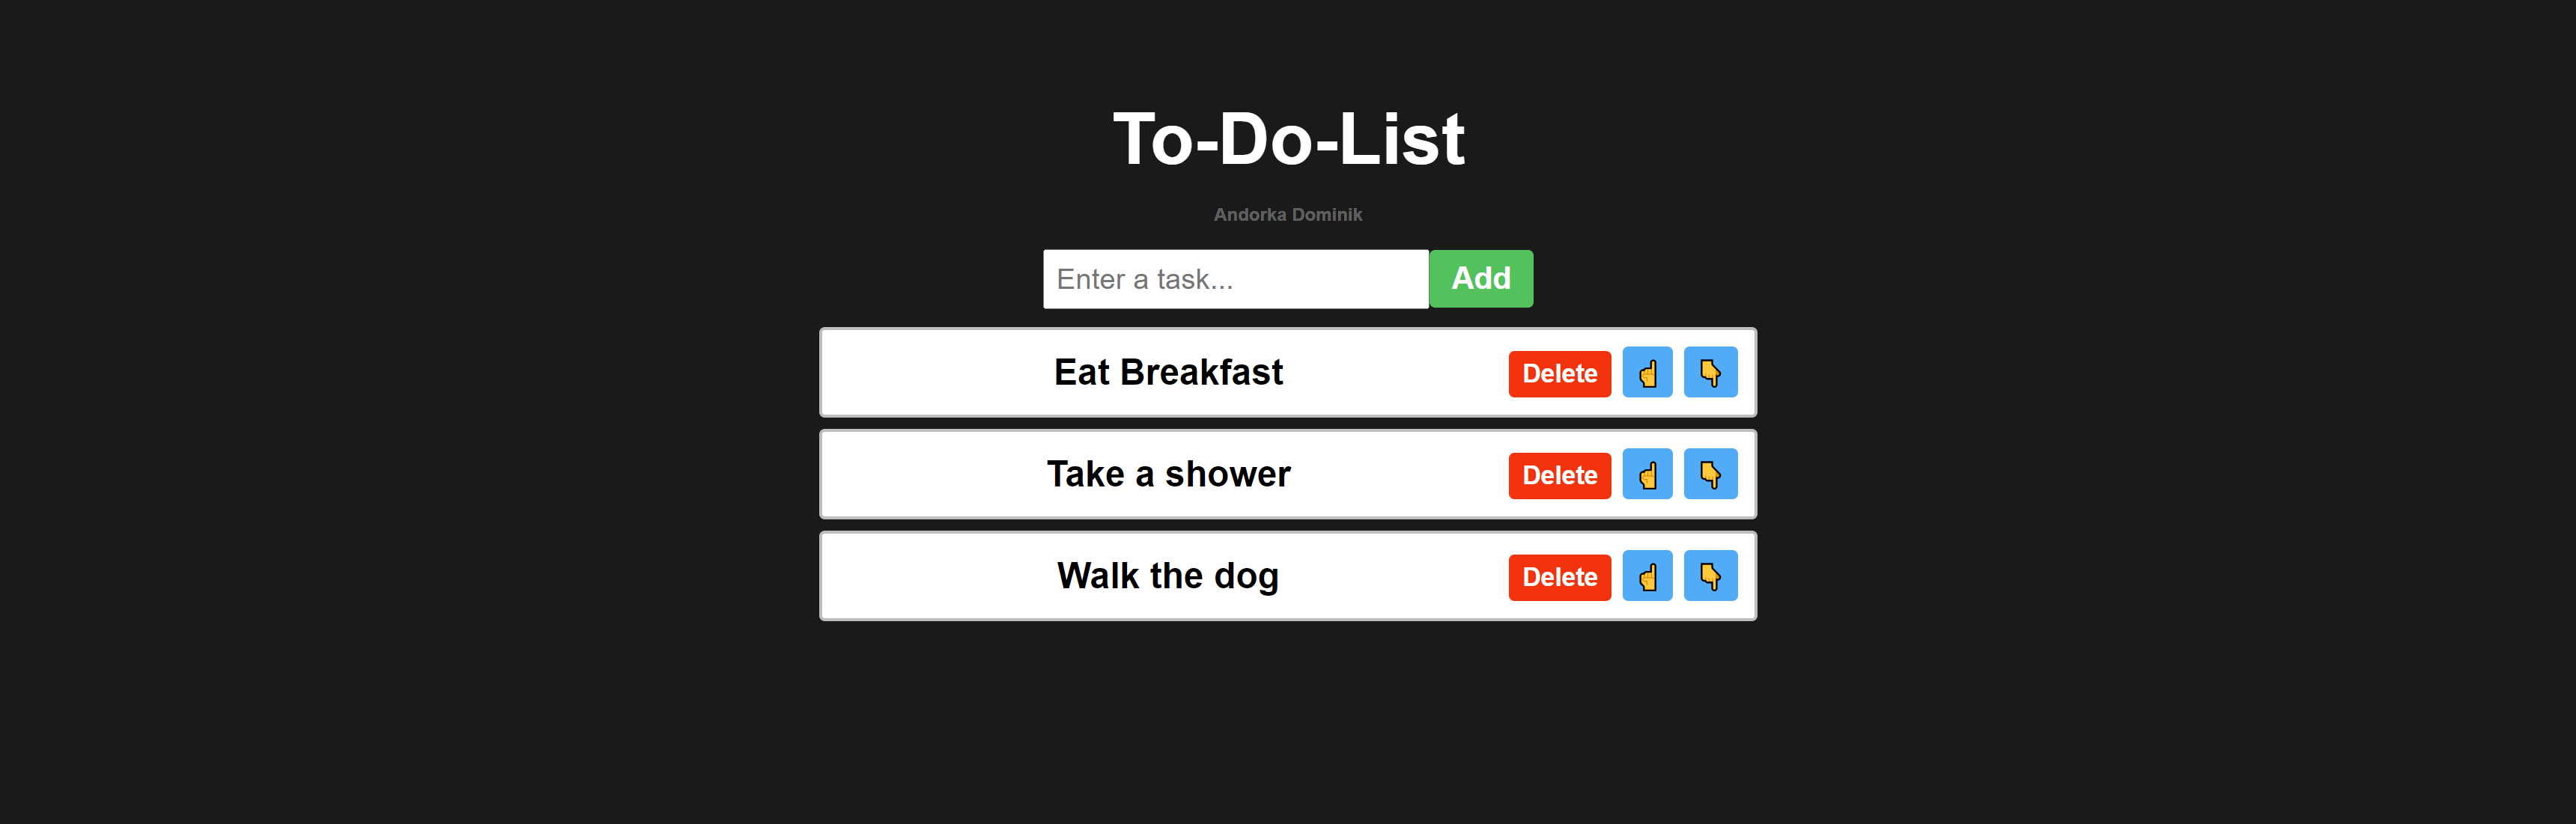 To-Do-List
Andorka Dominik
Enter a task...
Add
Eat Breakfast
Delete
Take a shower
Delete
Walk the dog
Delete